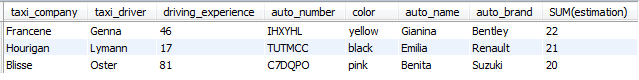 taxi_company taxi_driver driving_experience auto_number color auto_name auto_brand SUM(estimation)
Francene Genna 46 IHXYHL yellow Gianina Bentley 22
Hourigan Lymann 17 TUTMCC black Emilia Renault 21
Blisse Oster 81 C7DQPO pink Benita Suzuki 20